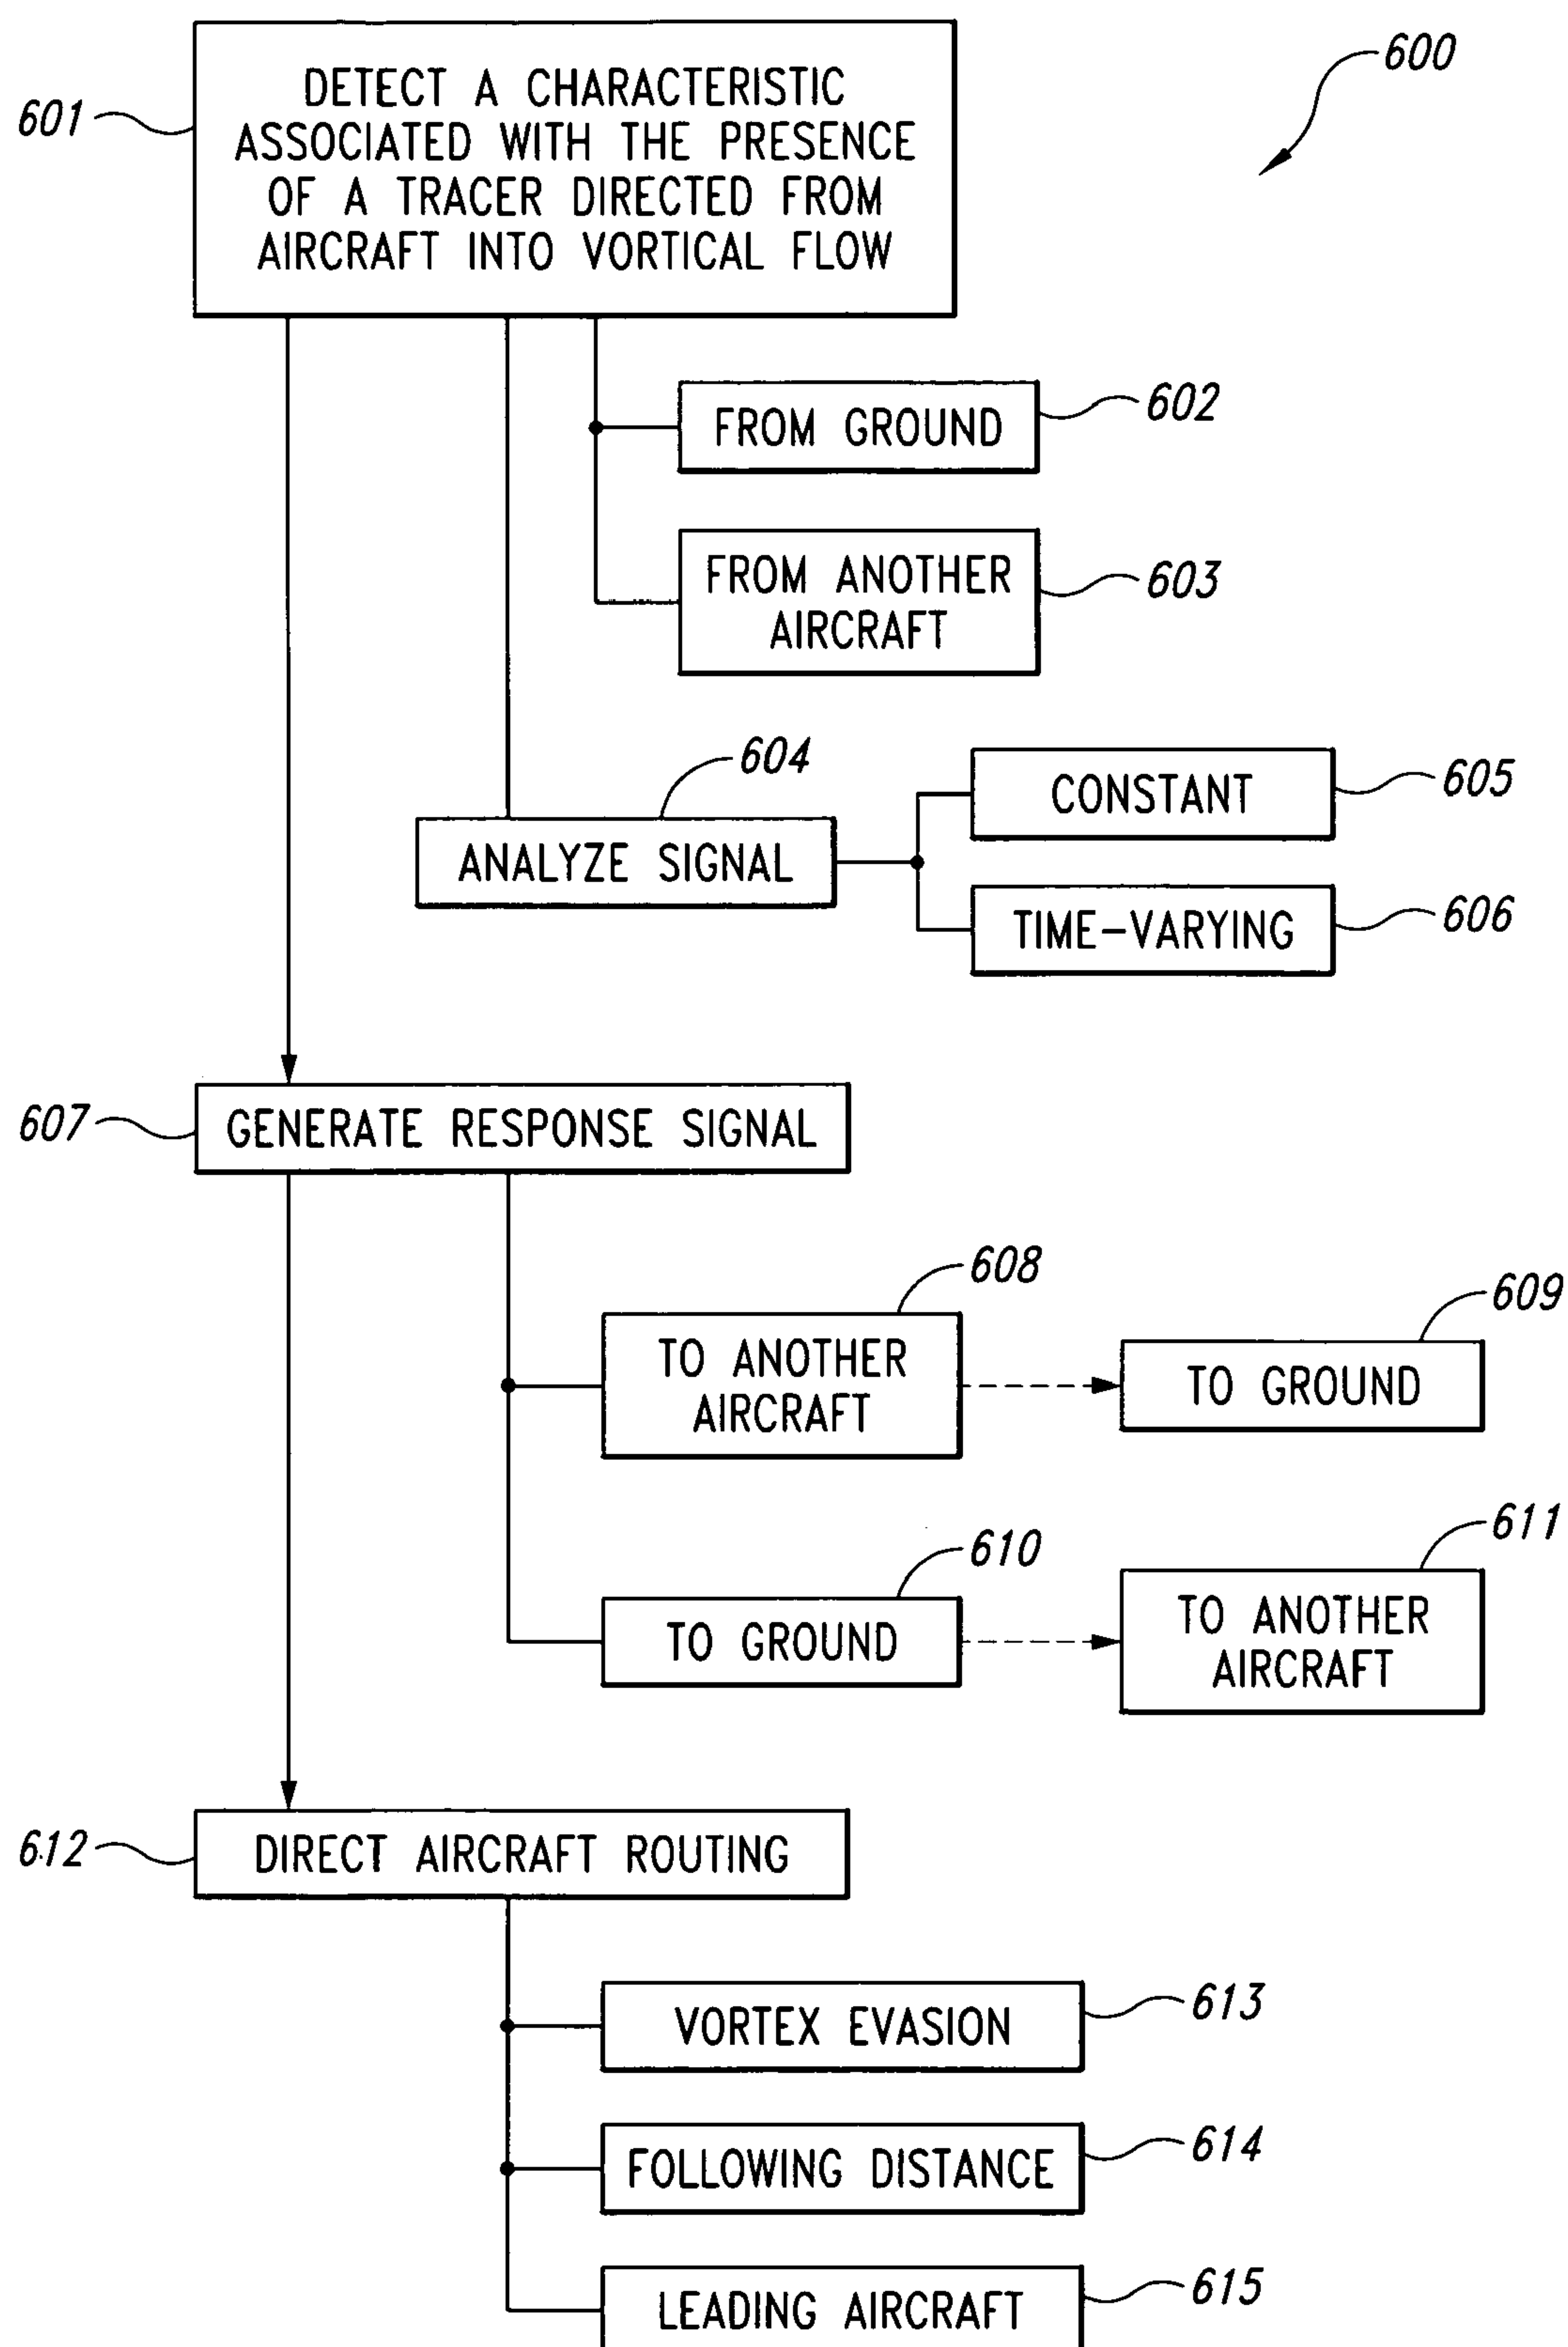 600
601
DETECT A CHARACTERISTIC
ASSOCIATED WITH THE PRESENCE
OF A TRACER DIRECTED FROM
AIRCRAFT INTO VORTICAL FLOW
FROM GROUND
602
FROM ANOTHER
AIRCRAFT
603
604
ANALYZE SIGNAL
CONSTANT
605
TIME-VARYING
606
607
GENERATE RESPONSE SIGNAL
608
TO ANOTHER
AIRCRAFT
609
TO GROUND
610
TO GROUND
611
TO ANOTHER
AIRCRAFT
612
DIRECT AIRCRAFT ROUTING
VORTEX EVASION
613
FOLLOWING DISTANCE
614
LEADING AIRCRAFT
615